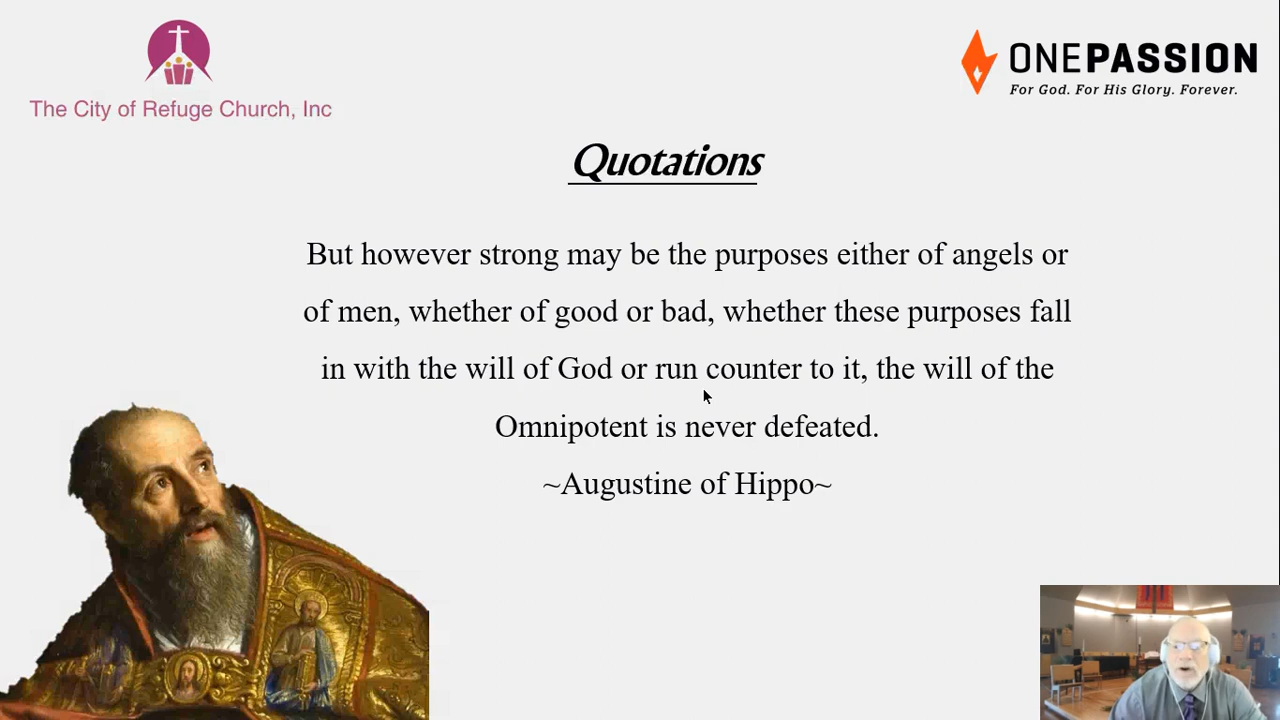 The City of Refuge Church, Inc
ONEPASSION
For God. For His Glory. Forever.
Quotations
But however strong may be the purposes either of angels or
of men, whether of good or bad, whether these purposes fall
in with the will of God or run counter to it, the will of the
Omnipotent is never defeated.
~Augustine of Hippo~